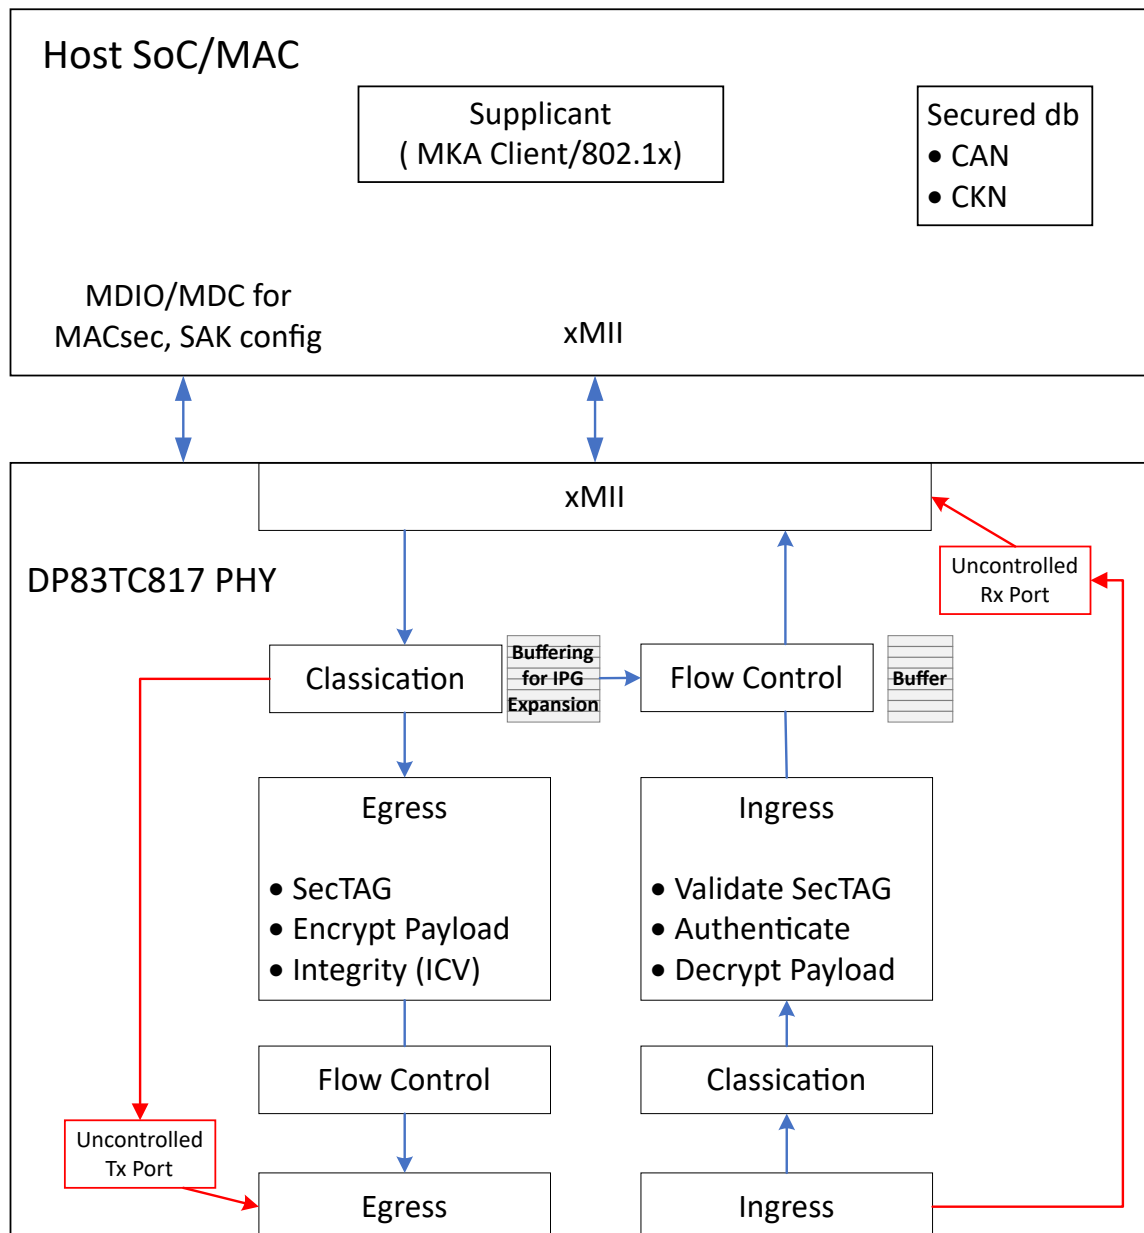 Host SoC/MAC
Supplicant
( MKA Client/802.1x)
Secured db
• CAN
• CKN
MDIO/MDC for
MACsec, SAK config
xMII
xMII
DP83TC817 PHY
Uncontrolled
Rx Port
Classication
Buffering
for IPG
Expansion
Flow Control
Buffer
Egress
• SecTAG
• Encrypt Payload
• Integrity (ICV)
Ingress
• Validate SecTAG
• Authenticate
• Decrypt Payload
Flow Control
Classication
Uncontrolled
Tx Port
Egress
Ingress